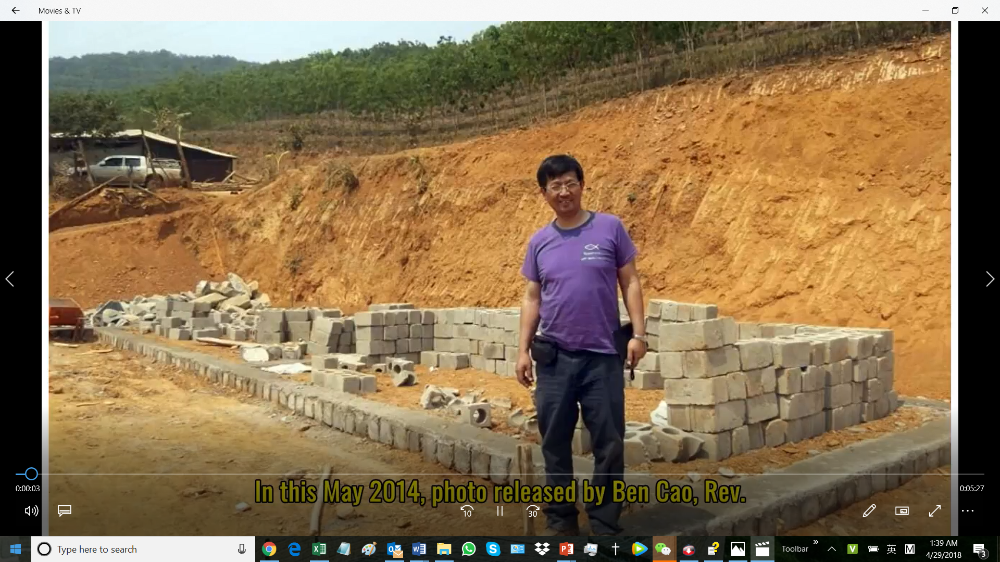 Movies & TV
In this May 2014, photo released by Ben Cao, Rev.
0:00:03
0:05:27
10
30
Type here to search
Toolbar
英
M
1:39 AM
4/29/2018
3